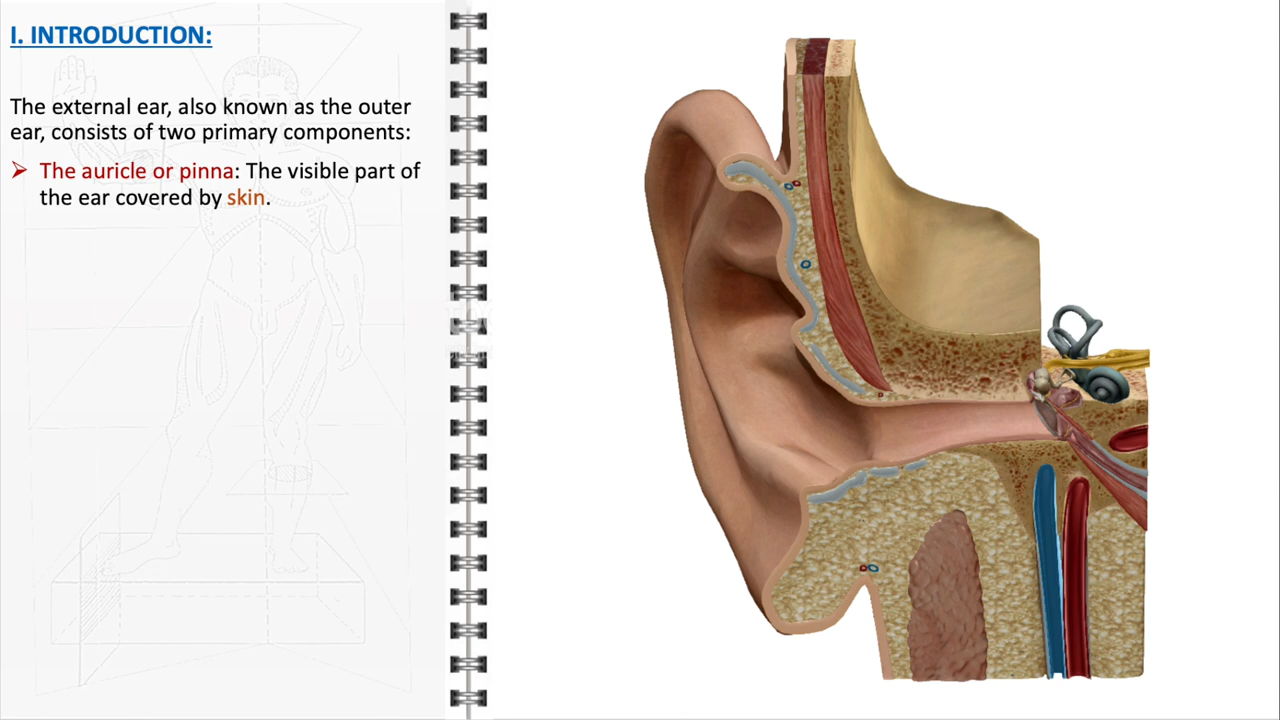 I. INTRODUCTION:
The external ear, also known as the outer
ear, consists of two primary components:
➢ The auricle or pinna: The visible part of
the ear covered by skin.